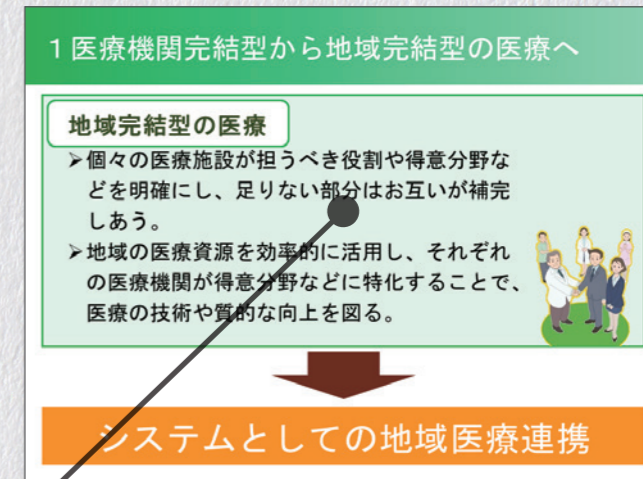 1医療機関完結型から地域完結型の医療へ
地域完結型の医療
➢個々の医療施設が担うべき役割や得意分野な
どを明確にし、足りない部分はお互いが補完
しあう。
➢地域の医療資源を効率的に活用し、それぞれ
の医療機関が得意分野などに特化することで、
医療の技術や質的な向上を図る。
システムとしての地域医療連携